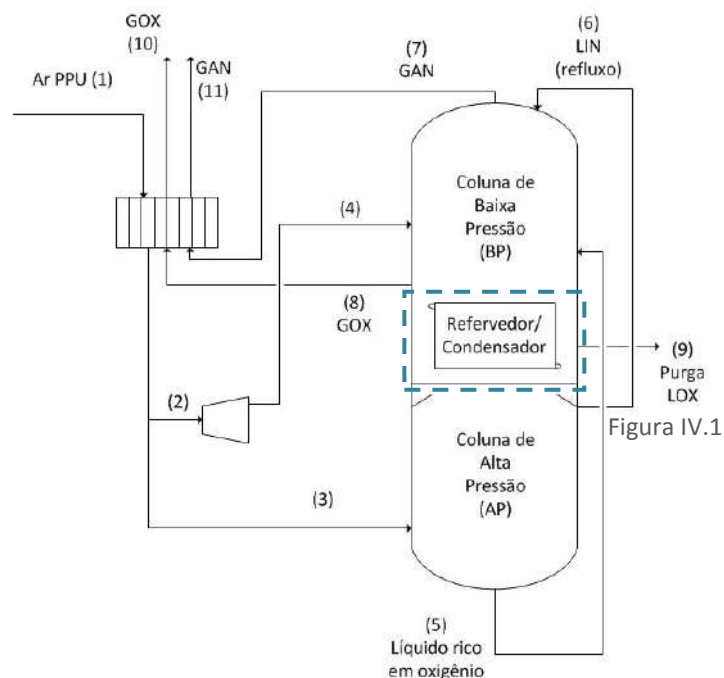 GOX
(10)
GAN
(11)
Ar PPU (1)
(7)
GAN
(6)
LIN
(refluxo)
Coluna de
Baixa
Pressão
(BP)
(4)
(8)
GOX
Refervedor/
Condensador
(9)
Purga
LOX
(2)
Figura IV.1
Coluna de
Alta
Pressão
(AP)
(3)
(5)
Líquido rico
em oxigênio